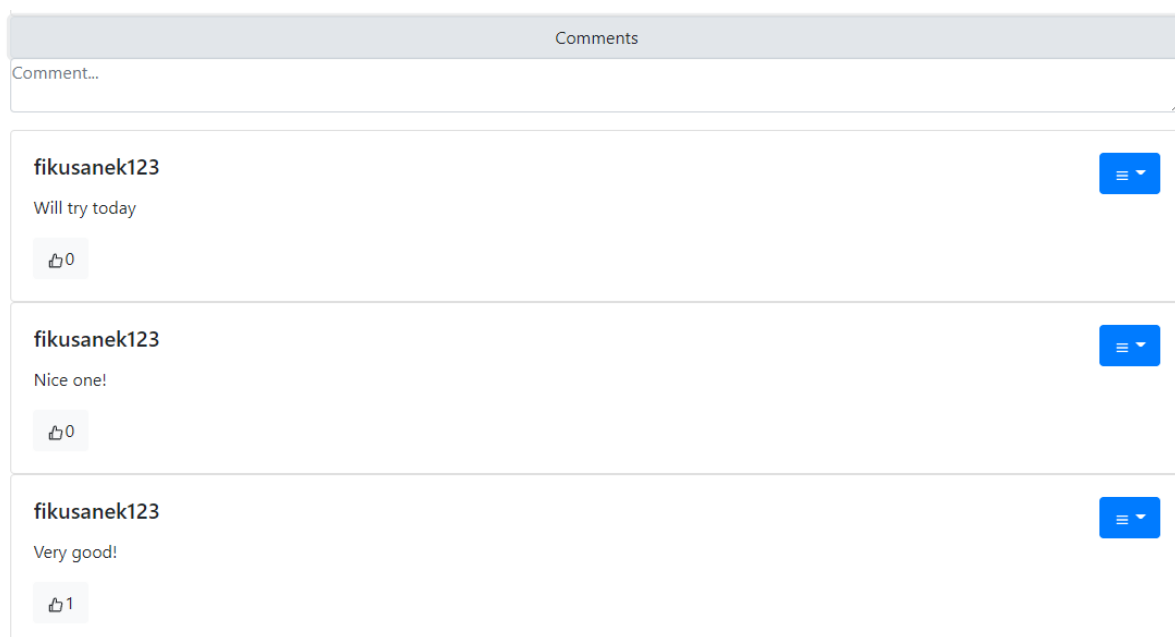 Comments
Comment...
fikusanek123
Will try today
0
fikusanek123
Nice one!
0
fikusanek123
Very good!
1